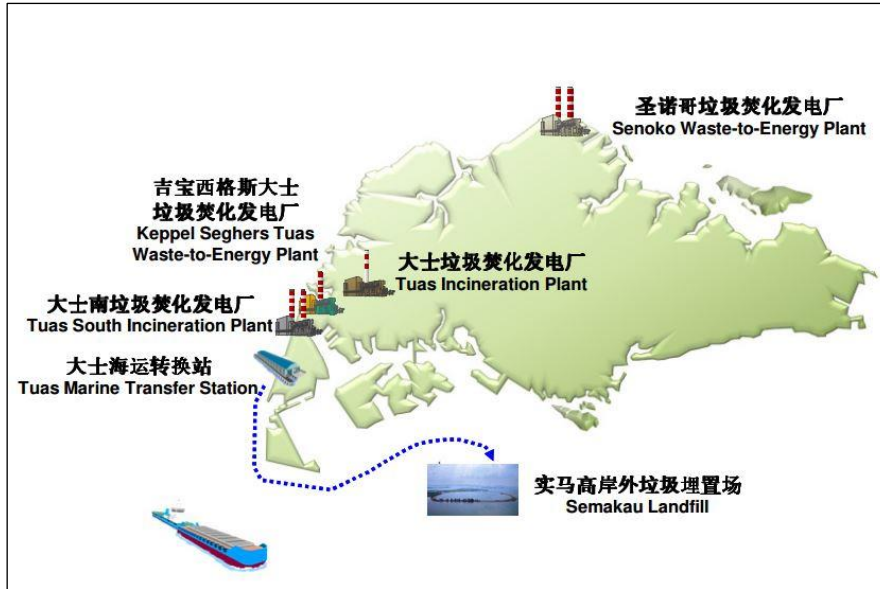 圣诺哥垃圾焚化发电厂
Senoko Waste-to-Energy Plant
吉宝西格斯大士
垃圾焚化发电厂
Keppel Seghers Tuas
Waste-to-Energy Plant
大士垃圾焚化发电厂
Tuas Incineration Plant
大士南垃圾焚化发电厂
Tuas South Incineration Plant
大士海运转换站
Tuas Marine Transfer Station
实马高岸外垃圾埋置场
Semakau Landfill